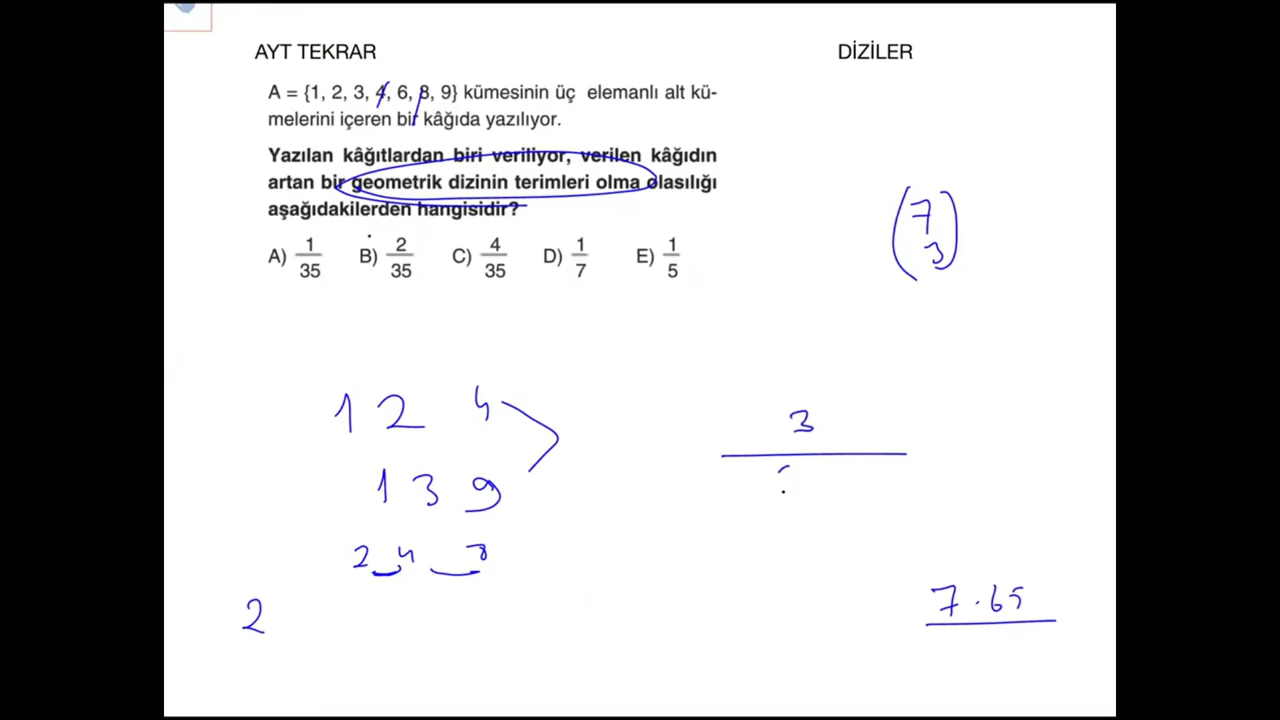 AYT TEKRAR DİZİLER
A = {1, 2, 3, 4, 6, 8, 9} kümesinin üç elemanlı alt kü-
melerini içeren bir kâğıda yazılıyor.
Yazılan kâğıtlardan biri veriliyor, verilen kâğıdın
artan bir geometrik dizinin terimleri olma olasılığı
aşağıdakilerden hangisidir?
A) 1/35 B) 2/35 C) 4/35 D) 1/7 E) 1/5
(7
3)
1 2 4
3
1 3 9
2 4 8
2
7.65